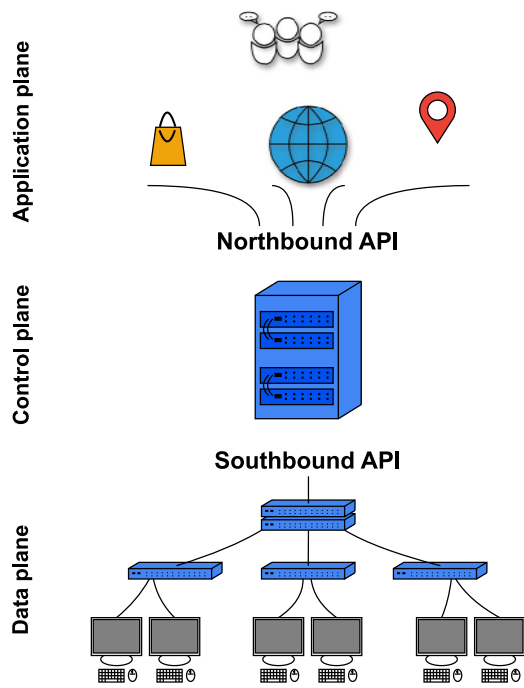 Application plane
Northbound API
Control plane
Southbound API
Data plane